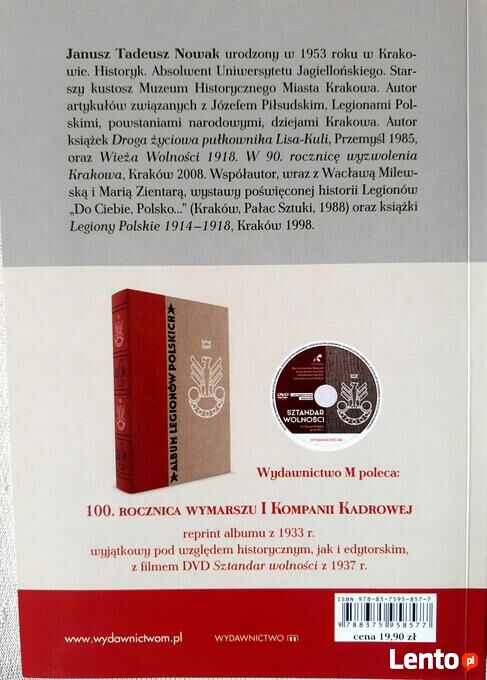 Janusz Tadeusz Nowak urodzony w 1953 roku w Krako-
wie. Historyk. Absolwent Uniwersytetu Jagiellońskiego. Star-
szy kustosz Muzeum Historycznego Miasta Krakowa. Autor
artykułów związanych z Józefem Piłsudskim, Legionami Pol-
skimi, powstaniami narodowymi, dziejami Krakowa. Autor
książek Droga życiowa pułkownika Lisa-Kuli, Przemyśl 1985,
oraz Wieża Wolności 1918. W 90. rocznicę wyzwolenia
Krakowa, Kraków 2008. Współautor, wraz z Wacławą Milew-
ską i Marią Zientarą, wystawy poświęconej historii Legionów
„Do Ciebie, Polsko..." (Kraków, Pałac Sztuki, 1988) oraz książki
Legiony Polskie 1914–1918, Kraków 1998.
ALBUM LEGIONÓW POLSKICH
DVD
SZTANDAR
WOLNOŚCI
WYDAWNICTWO M
Wydawnictwo M poleca:
100. ROCZNICA WYMARSZU I KOMPANII KADROWEJ
reprint albumu z 1933 r.
wyjątkowy pod względem historycznym, jak i edytorskim,
z filmem DVD Sztandar wolności z 1937 r.
ISBN 978-83-7595-857-7
9 788375 958577
cena 19,90 zł
www.wydawnictwom.pl
WYDAWNICTWO m
Lento.pl